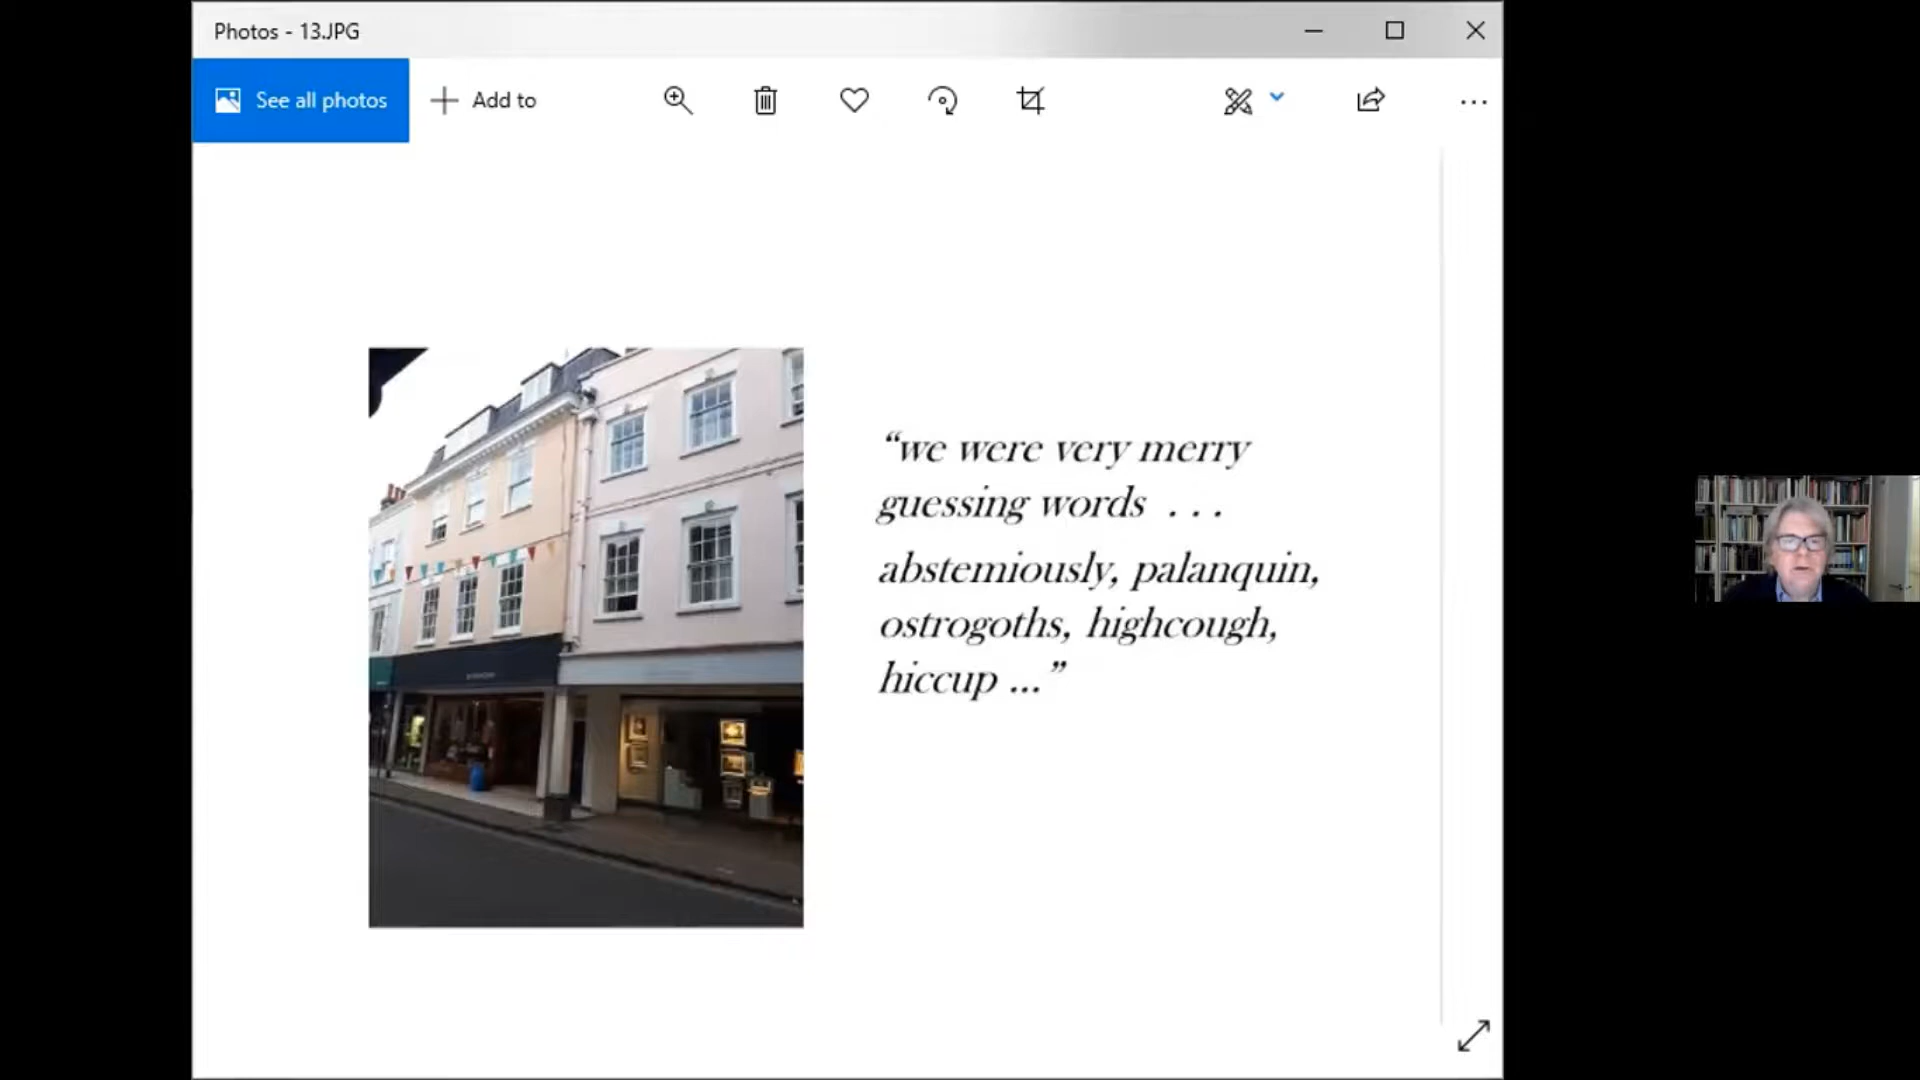 Photos - 13.JPG
See all photos
Add to
“we were very merry
guessing words . . .
abstemiously, palanquin,
ostrogoths, highcough,
hiccup ...”